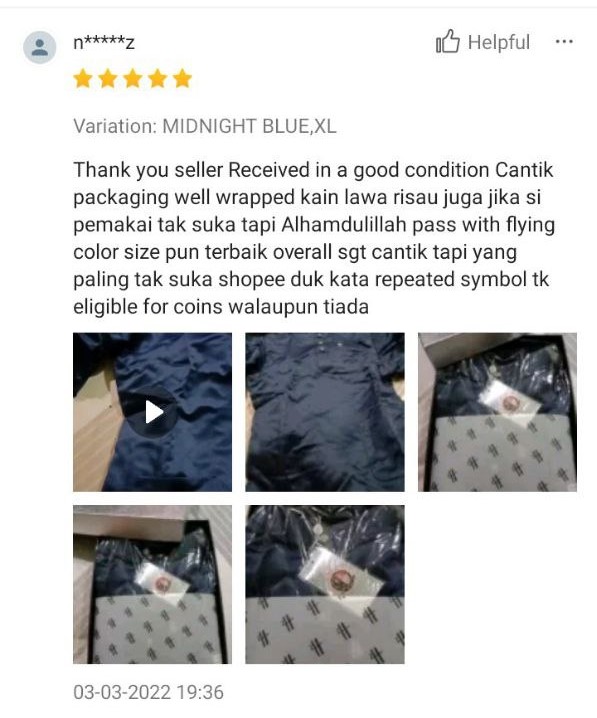 n*****z
Helpful
Variation: MIDNIGHT BLUE,XL
Thank you seller Received in a good condition Cantik
packaging well wrapped kain lawa risau juga jika si
pemakai tak suka tapi Alhamdulillah pass with flying
color size pun terbaik overall sgt cantik tapi yang
paling tak suka shopee duk kata repeated symbol tk
eligible for coins walaupun tiada
03-03-2022 19:36